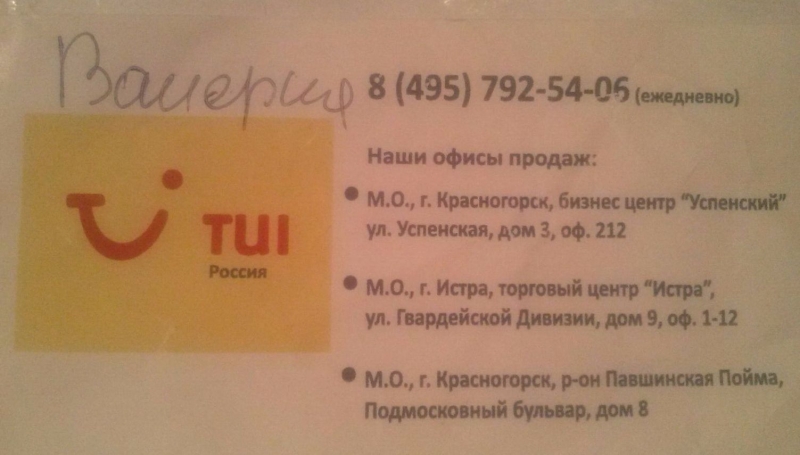 Валерия
8 (495) 792-54-06 (ежедневно)
TUI
Россия
Наши офисы продаж:
• М.О., г. Красногорск, бизнес центр "Успенский"
ул. Успенская, дом 3, оф. 212
• М.О., г. Истра, торговый центр "Истра",
ул. Гвардейской Дивизии, дом 9, оф. 1-12
• М.О., г. Красногорск, р-он Павшинская Пойма,
Подмосковный бульвар, дом 8